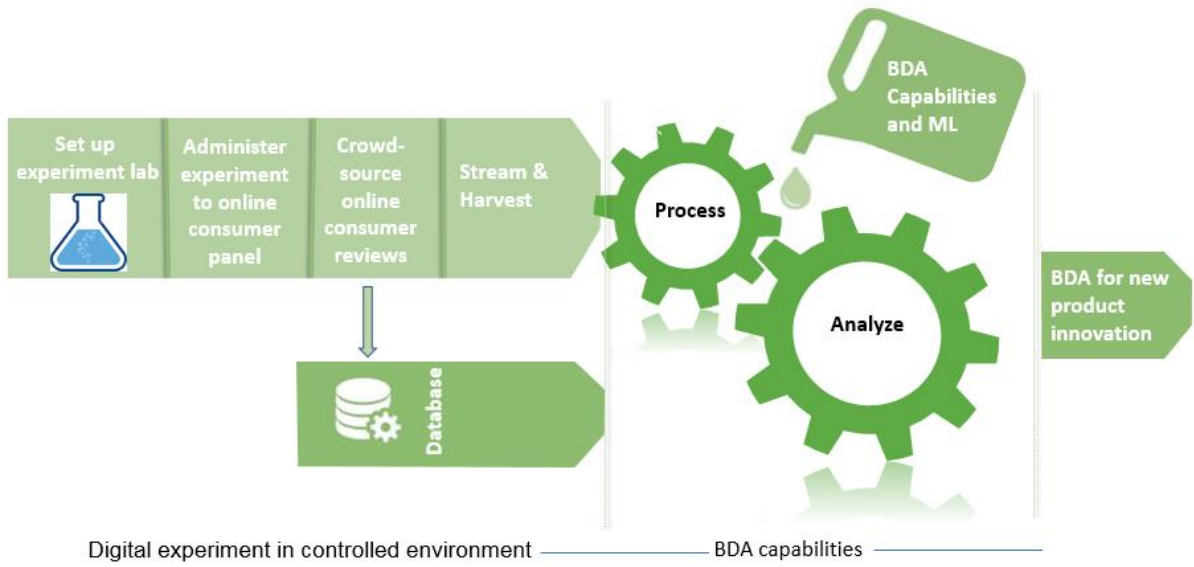 Set up
experiment lab
Administer
experiment
to online
consumer
panel
Crowd-
source
online
consumer
reviews
Stream &
Harvest
Database
Process
Analyze
BDA
Capabilities
and ML
BDA for new
product
innovation
Digital experiment in controlled environment
BDA capabilities